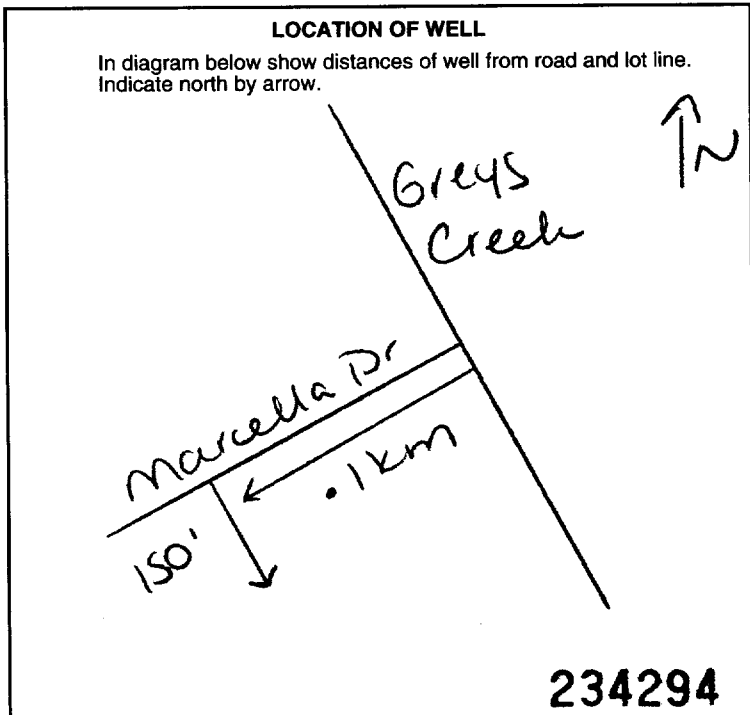 LOCATION OF WELL
In diagram below show distances of well from road and lot line.
Indicate north by arrow.
N
Greys
Creek
Marcella Dr
.1km
150'
234294